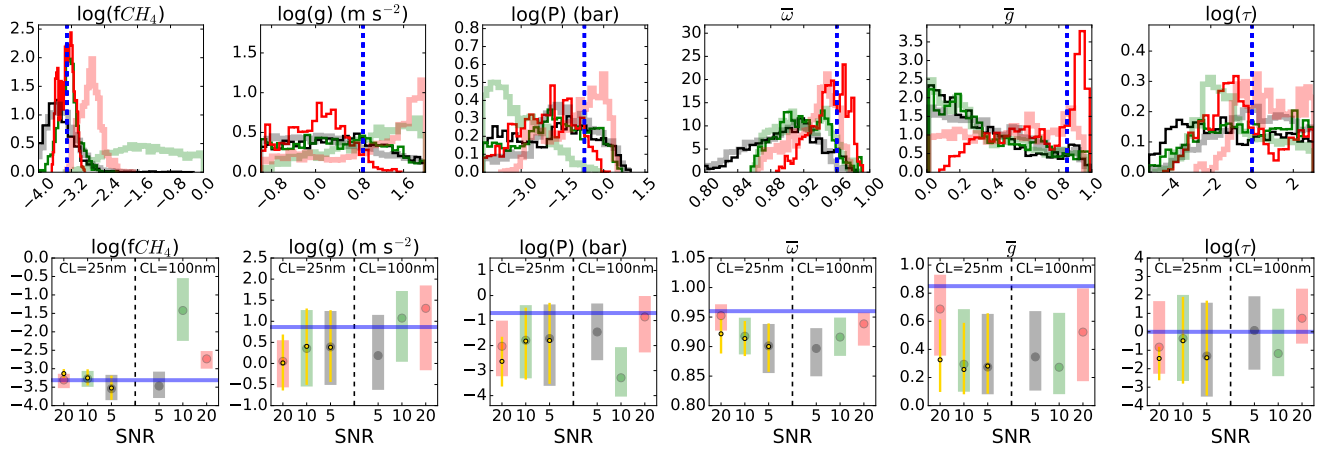 log(fCH₄) log(g) (m s⁻²) log(P) (bar) ω̅ g̅ log(τ)
2.5 2.0 1.5 1.0 0.5 0.0
−4.0 −3.2 −2.4 −1.6 −0.8 0.0
1.5 1.0 0.5 0.0
−0.8 0.0 0.8 1.6
0.8 0.7 0.6 0.5 0.4 0.3 0.2 0.1 0.0
−3.0 −1.5 0.0 1.5
30 25 20 15 10 5 0
0.80 0.84 0.88 0.92 0.96 1.00
3.5 3.0 2.5 2.0 1.5 1.0 0.5 0.0
0.0 0.2 0.4 0.6 0.8 1.0
0.4 0.3 0.2 0.1 0.0
−4 −2 0 2
log(fCH₄) log(g) (m s⁻²) log(P) (bar) ω̅ g̅ log(τ)
CL=25nm CL=100nm CL=25nm CL=100nm CL=25nm CL=100nm CL=25nm CL=100nm CL=25nm CL=100nm CL=25nm CL=100nm
0.0 −0.5 −1.0 −1.5 −2.0 −2.5 −3.0 −3.5 −4.0
2.5 2.0 1.5 1.0 0.5 0.0 −0.5 −1.0
0 −1 −2 −3 −4
1.05 1.00 0.95 0.90 0.85 0.80
1.0 0.8 0.6 0.4 0.2 0.0
4 3 2 1 0 −1 −2 −3 −4
20 10 5 5 10 20 20 10 5 5 10 20 20 10 5 5 10 20 20 10 5 5 10 20 20 10 5 5 10 20 20 10 5 5 10 20
SNR SNR SNR SNR SNR SNR